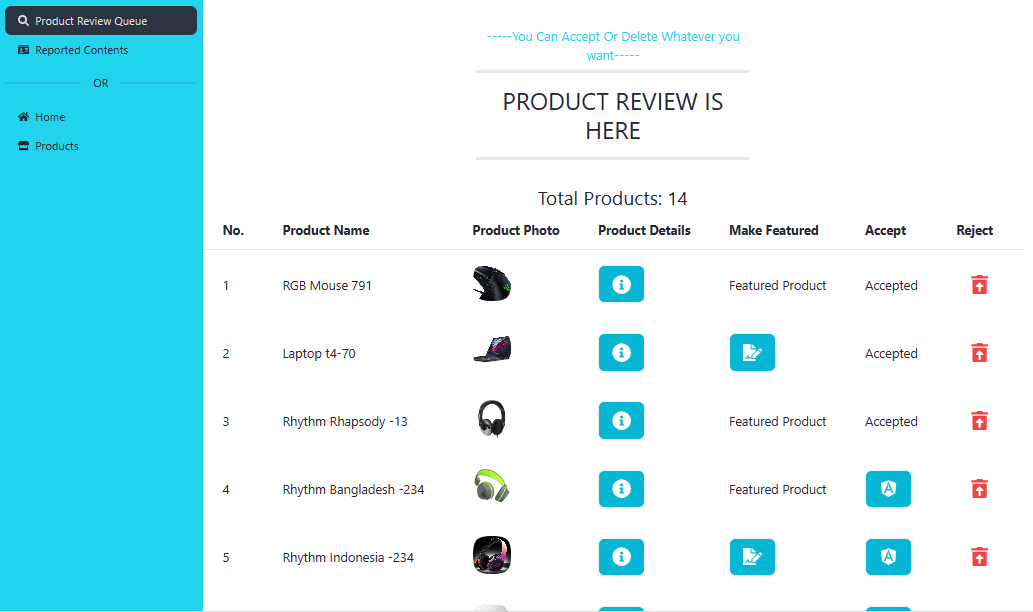 Product Review Queue
Reported Contents
OR
Home
Products
-----You Can Accept Or Delete Whatever you
want-----
PRODUCT REVIEW IS
HERE
Total Products: 14
No. Product Name Product Photo Product Details Make Featured Accept Reject
1 RGB Mouse 791 Featured Product Accepted
2 Laptop t4-70 Accepted
3 Rhythm Rhapsody -13 Featured Product Accepted
4 Rhythm Bangladesh -234 Featured Product
5 Rhythm Indonesia -234